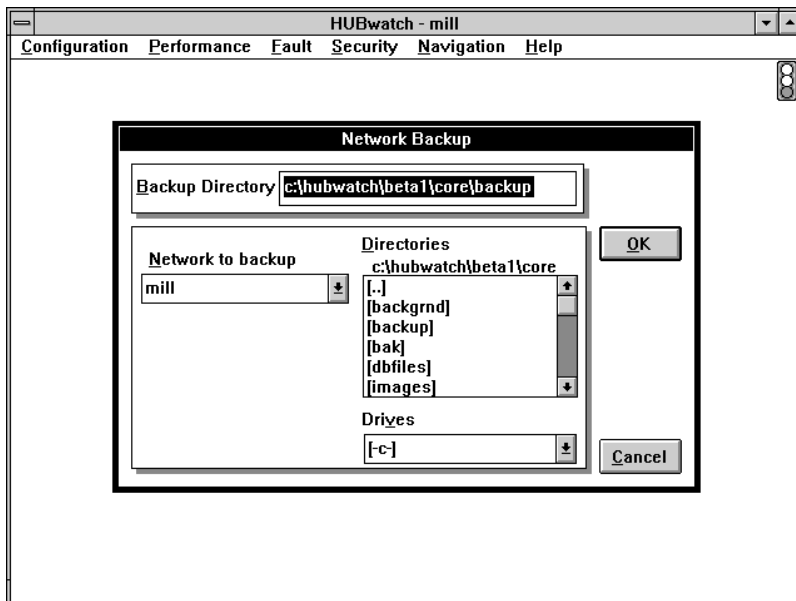 HUBwatch - mill
Configuration Performance Fault Security Navigation Help
Network Backup
Backup Directory c:\hubwatch\beta1\core\backup
Network to backup
mill
Directories
c:\hubwatch\beta1\core
[..]
[backgrnd]
[backup]
[bak]
[dbfiles]
[images]
Drives
[-c-]
OK
Cancel